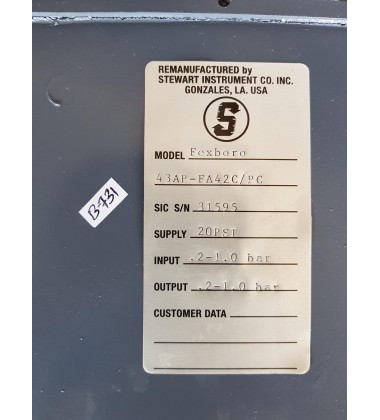 REMANUFACTURED by
STEWART INSTRUMENT CO. INC.
GONZALES, LA. USA
S
MODEL Foxboro
43AP-FA42C/PC
SIC S/N 31595
SUPPLY 20PSI
INPUT .2-1.0 bar
OUTPUT .2-1.0 bar
CUSTOMER DATA
B-731